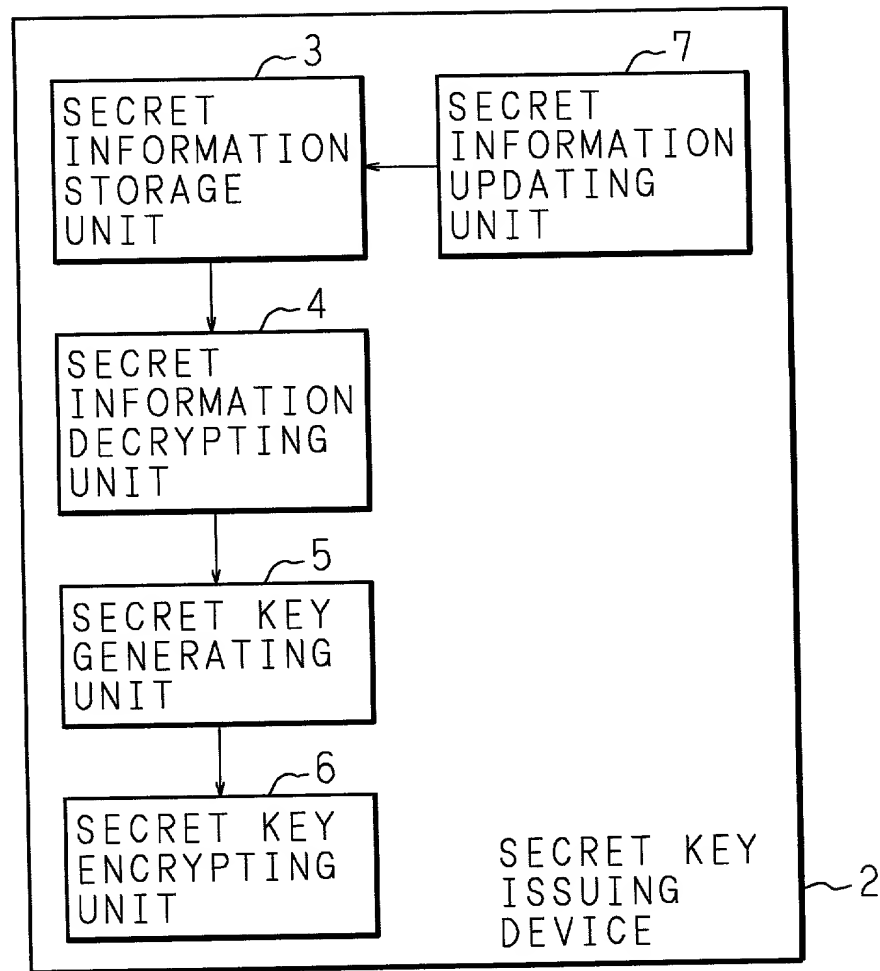 3
SECRET
INFORMATION
STORAGE
UNIT
7
SECRET
INFORMATION
UPDATING
UNIT
4
SECRET
INFORMATION
DECRYPTING
UNIT
5
SECRET KEY
GENERATING
UNIT
6
SECRET KEY
ENCRYPTING
UNIT
SECRET KEY
ISSUING
DEVICE
2